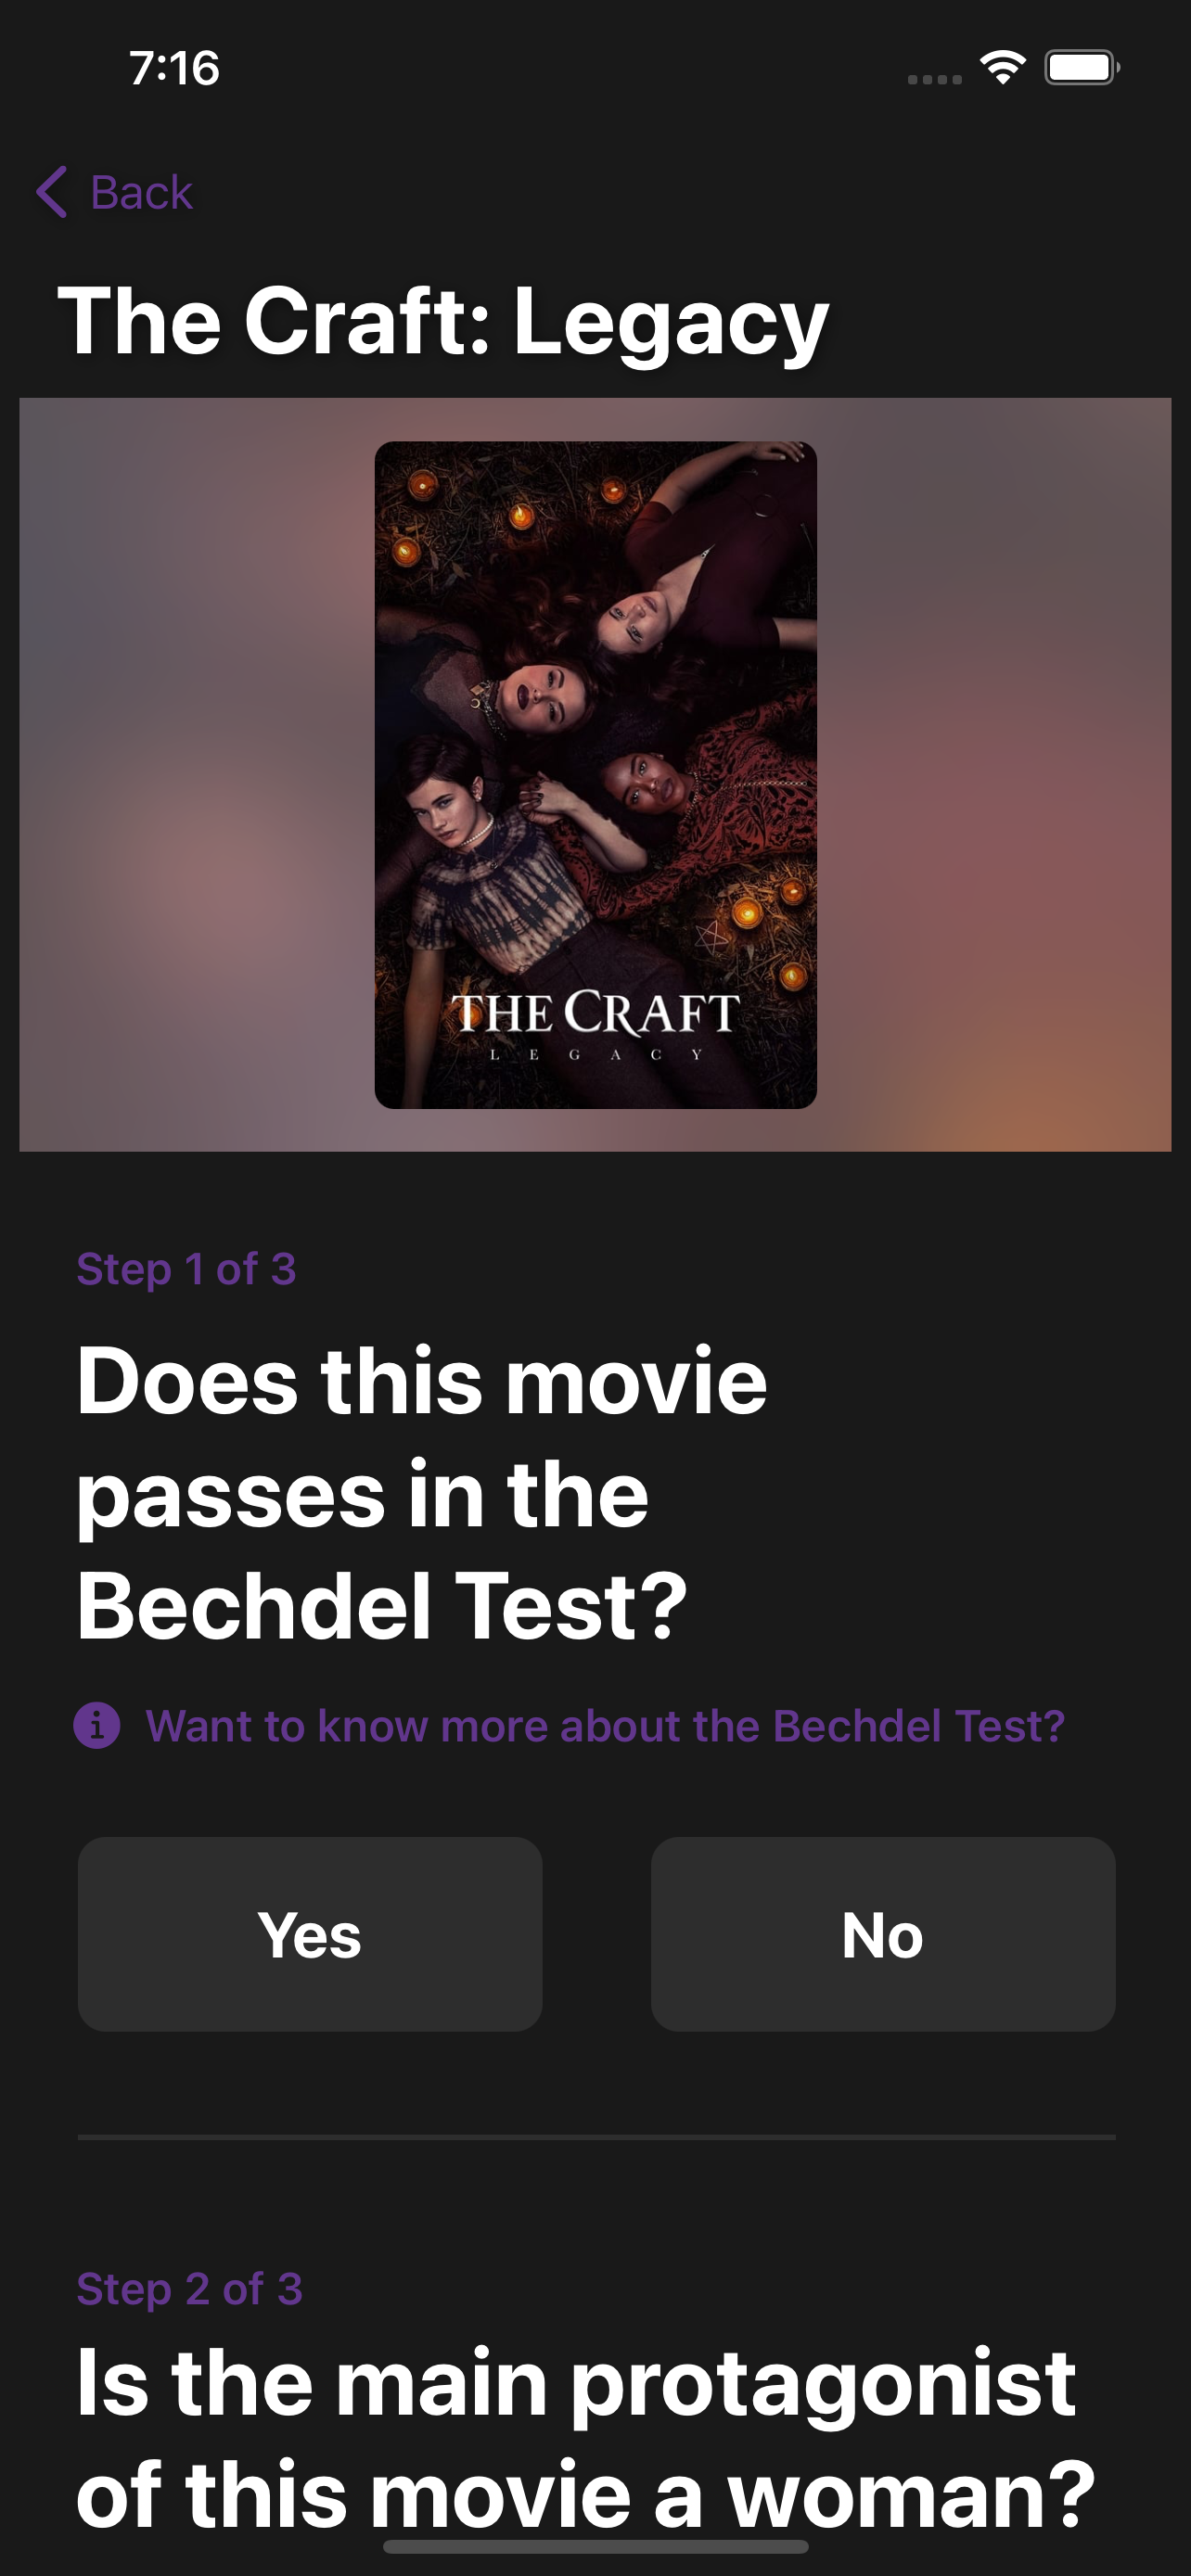 7:16
Back
The Craft: Legacy
THE CRAFT
LEGACY
Step 1 of 3
Does this movie
passes in the
Bechdel Test?
Want to know more about the Bechdel Test?
Yes
No
Step 2 of 3
Is the main protagonist
of this movie a woman?